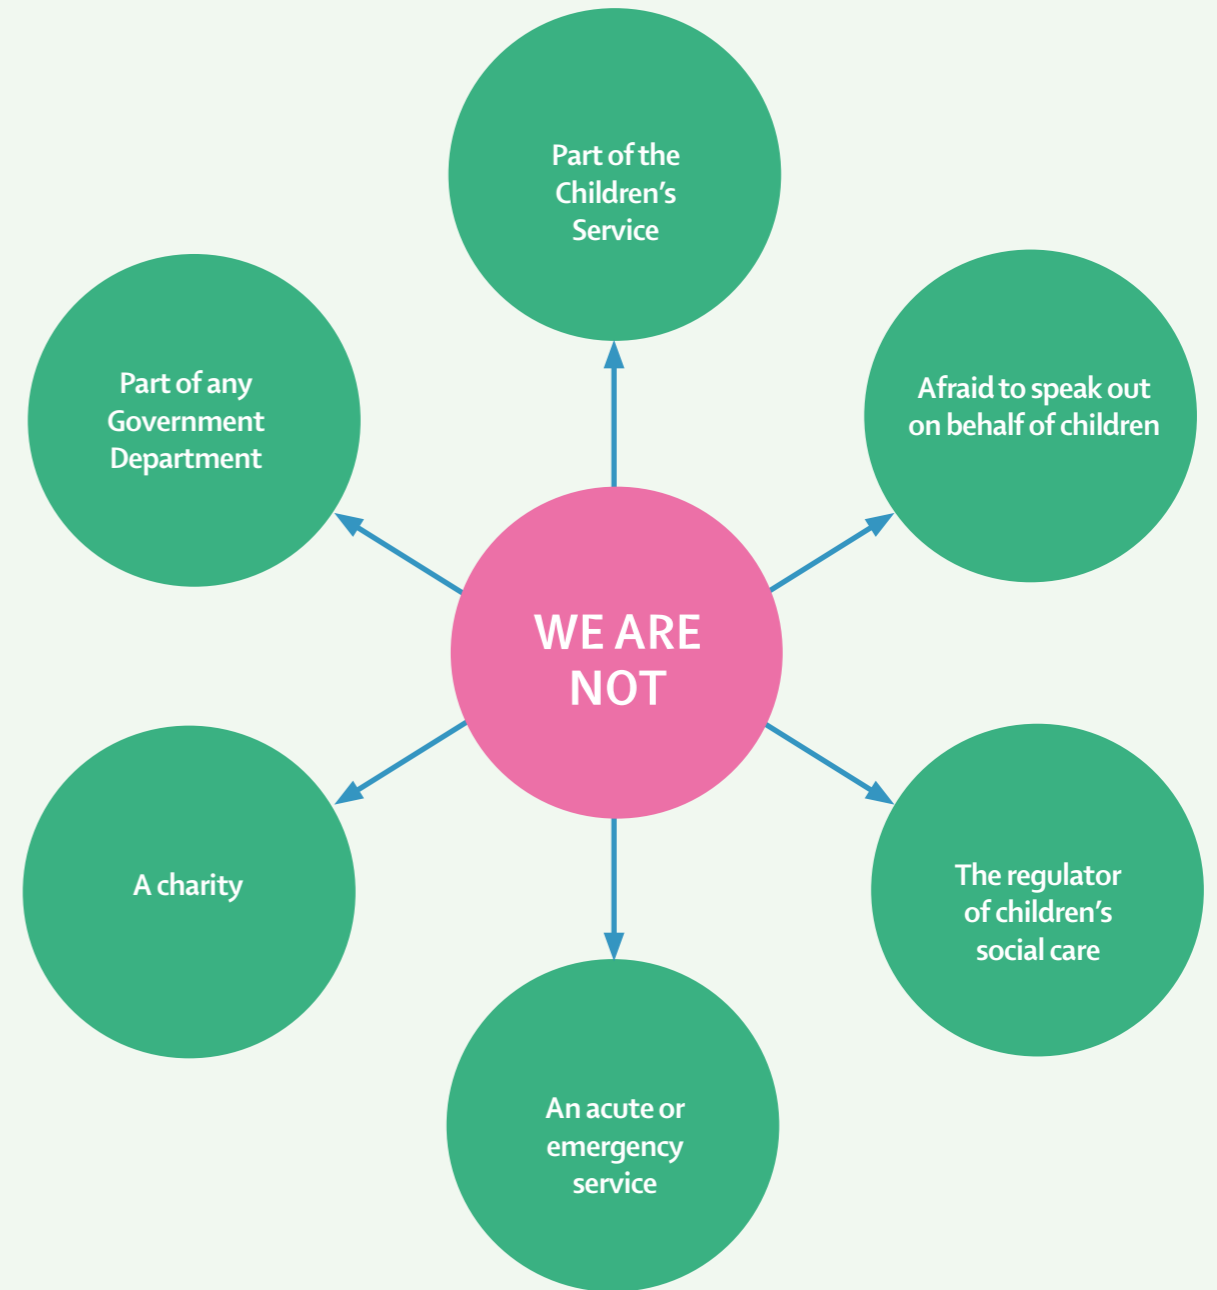 Part of the
Children’s
Service
Part of any
Government
Department
Afraid to speak out
on behalf of children
WE ARE
NOT
A charity
The regulator
of children’s
social care
An acute or
emergency
service